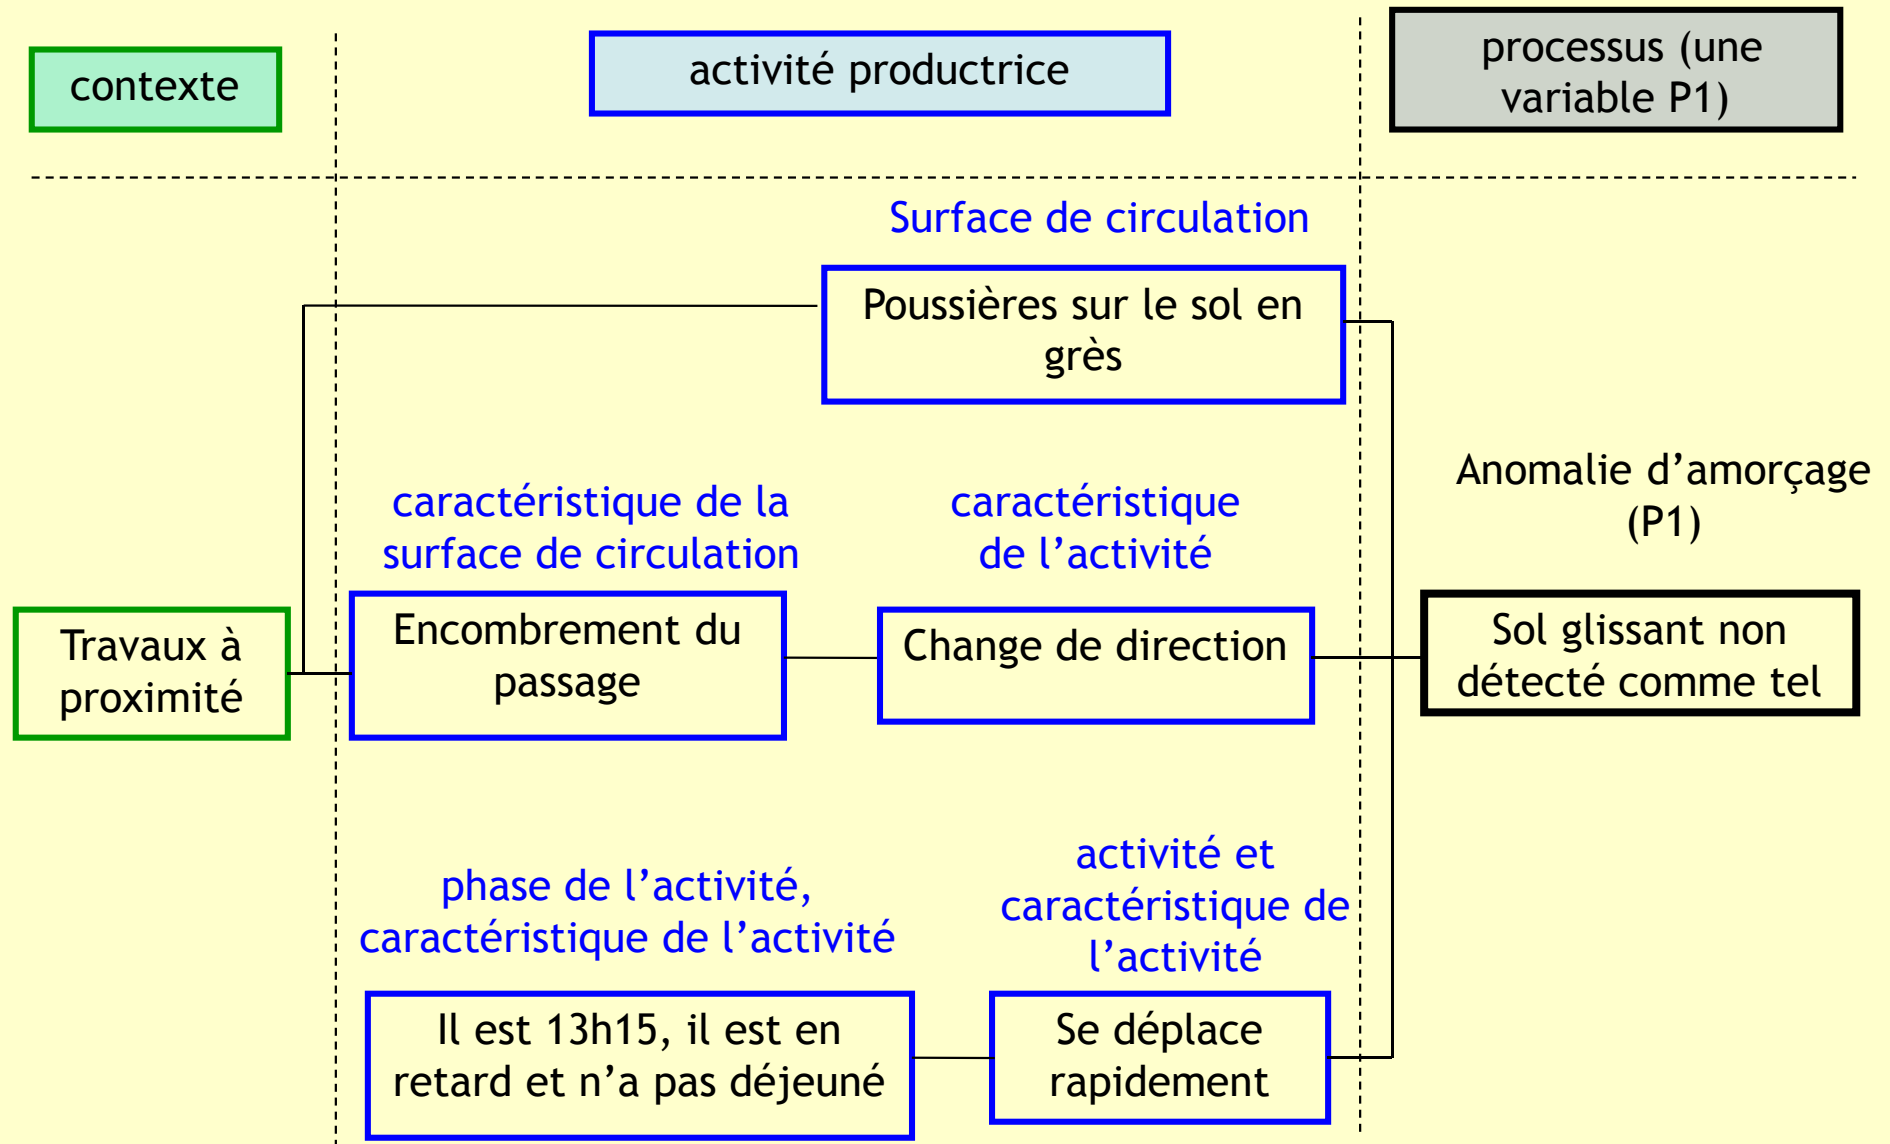 contexte
activité productrice
processus (une
variable P1)
Surface de circulation
Poussières sur le sol en
grès
caractéristique de la
surface de circulation
caractéristique
de l’activité
Anomalie d’amorçage
(P1)
Travaux à
proximité
Encombrement du
passage
Change de direction
Sol glissant non
détecté comme tel
phase de l’activité,
caractéristique de l’activité
activité et
caractéristique de
l’activité
Il est 13h15, il est en
retard et n’a pas déjeuné
Se déplace
rapidement